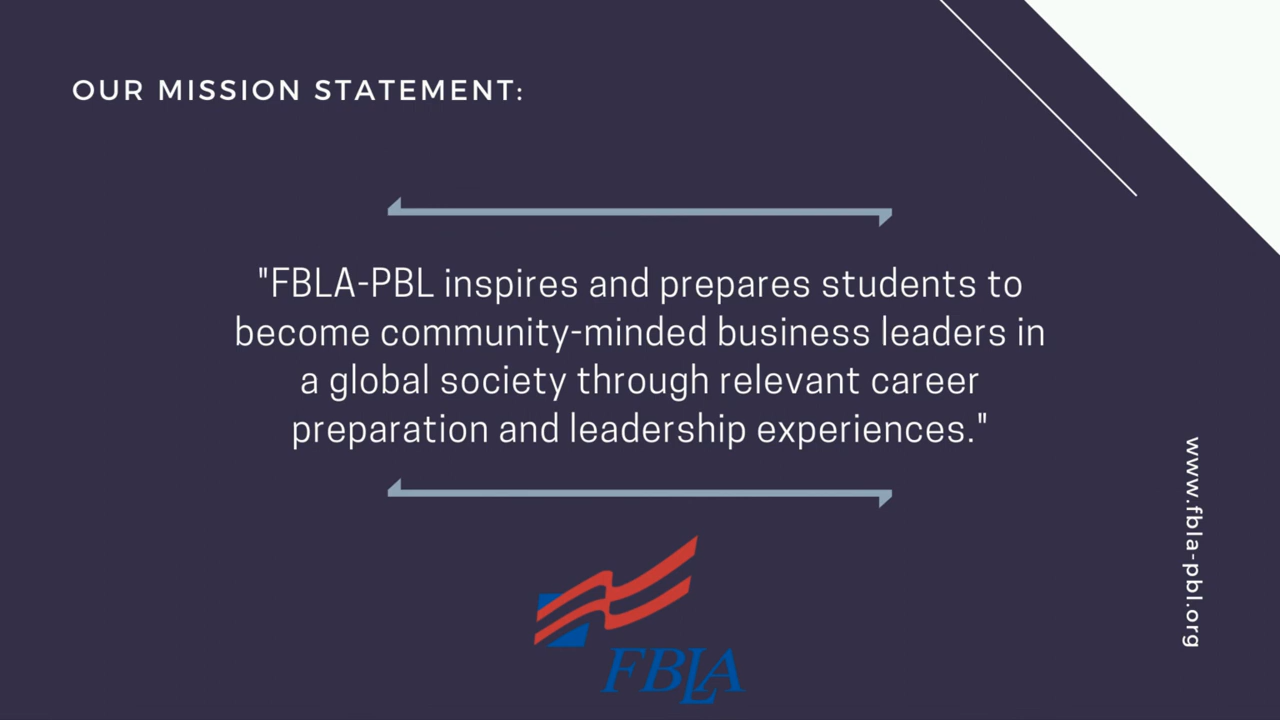 OUR MISSION STATEMENT:
"FBLA-PBL inspires and prepares students to
become community-minded business leaders in
a global society through relevant career
preparation and leadership experiences."
www.fbla-pbl.org
FBLA